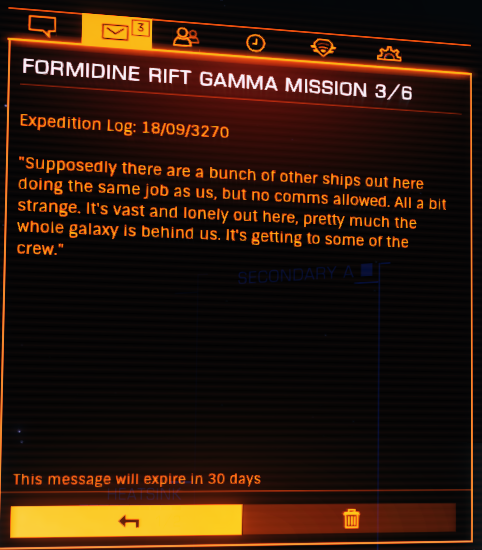 3
FORMIDINE RIFT GAMMA MISSION 3/6
Expedition Log: 18/09/3270
"Supposedly there are a bunch of other ships out here
doing the same job as us, but no comms allowed. All a bit
strange. It's vast and lonely out here, pretty much the
whole galaxy is behind us. It's getting to some of the
crew."
SECONDARY A
This message will expire in 30 days
HEATSINK